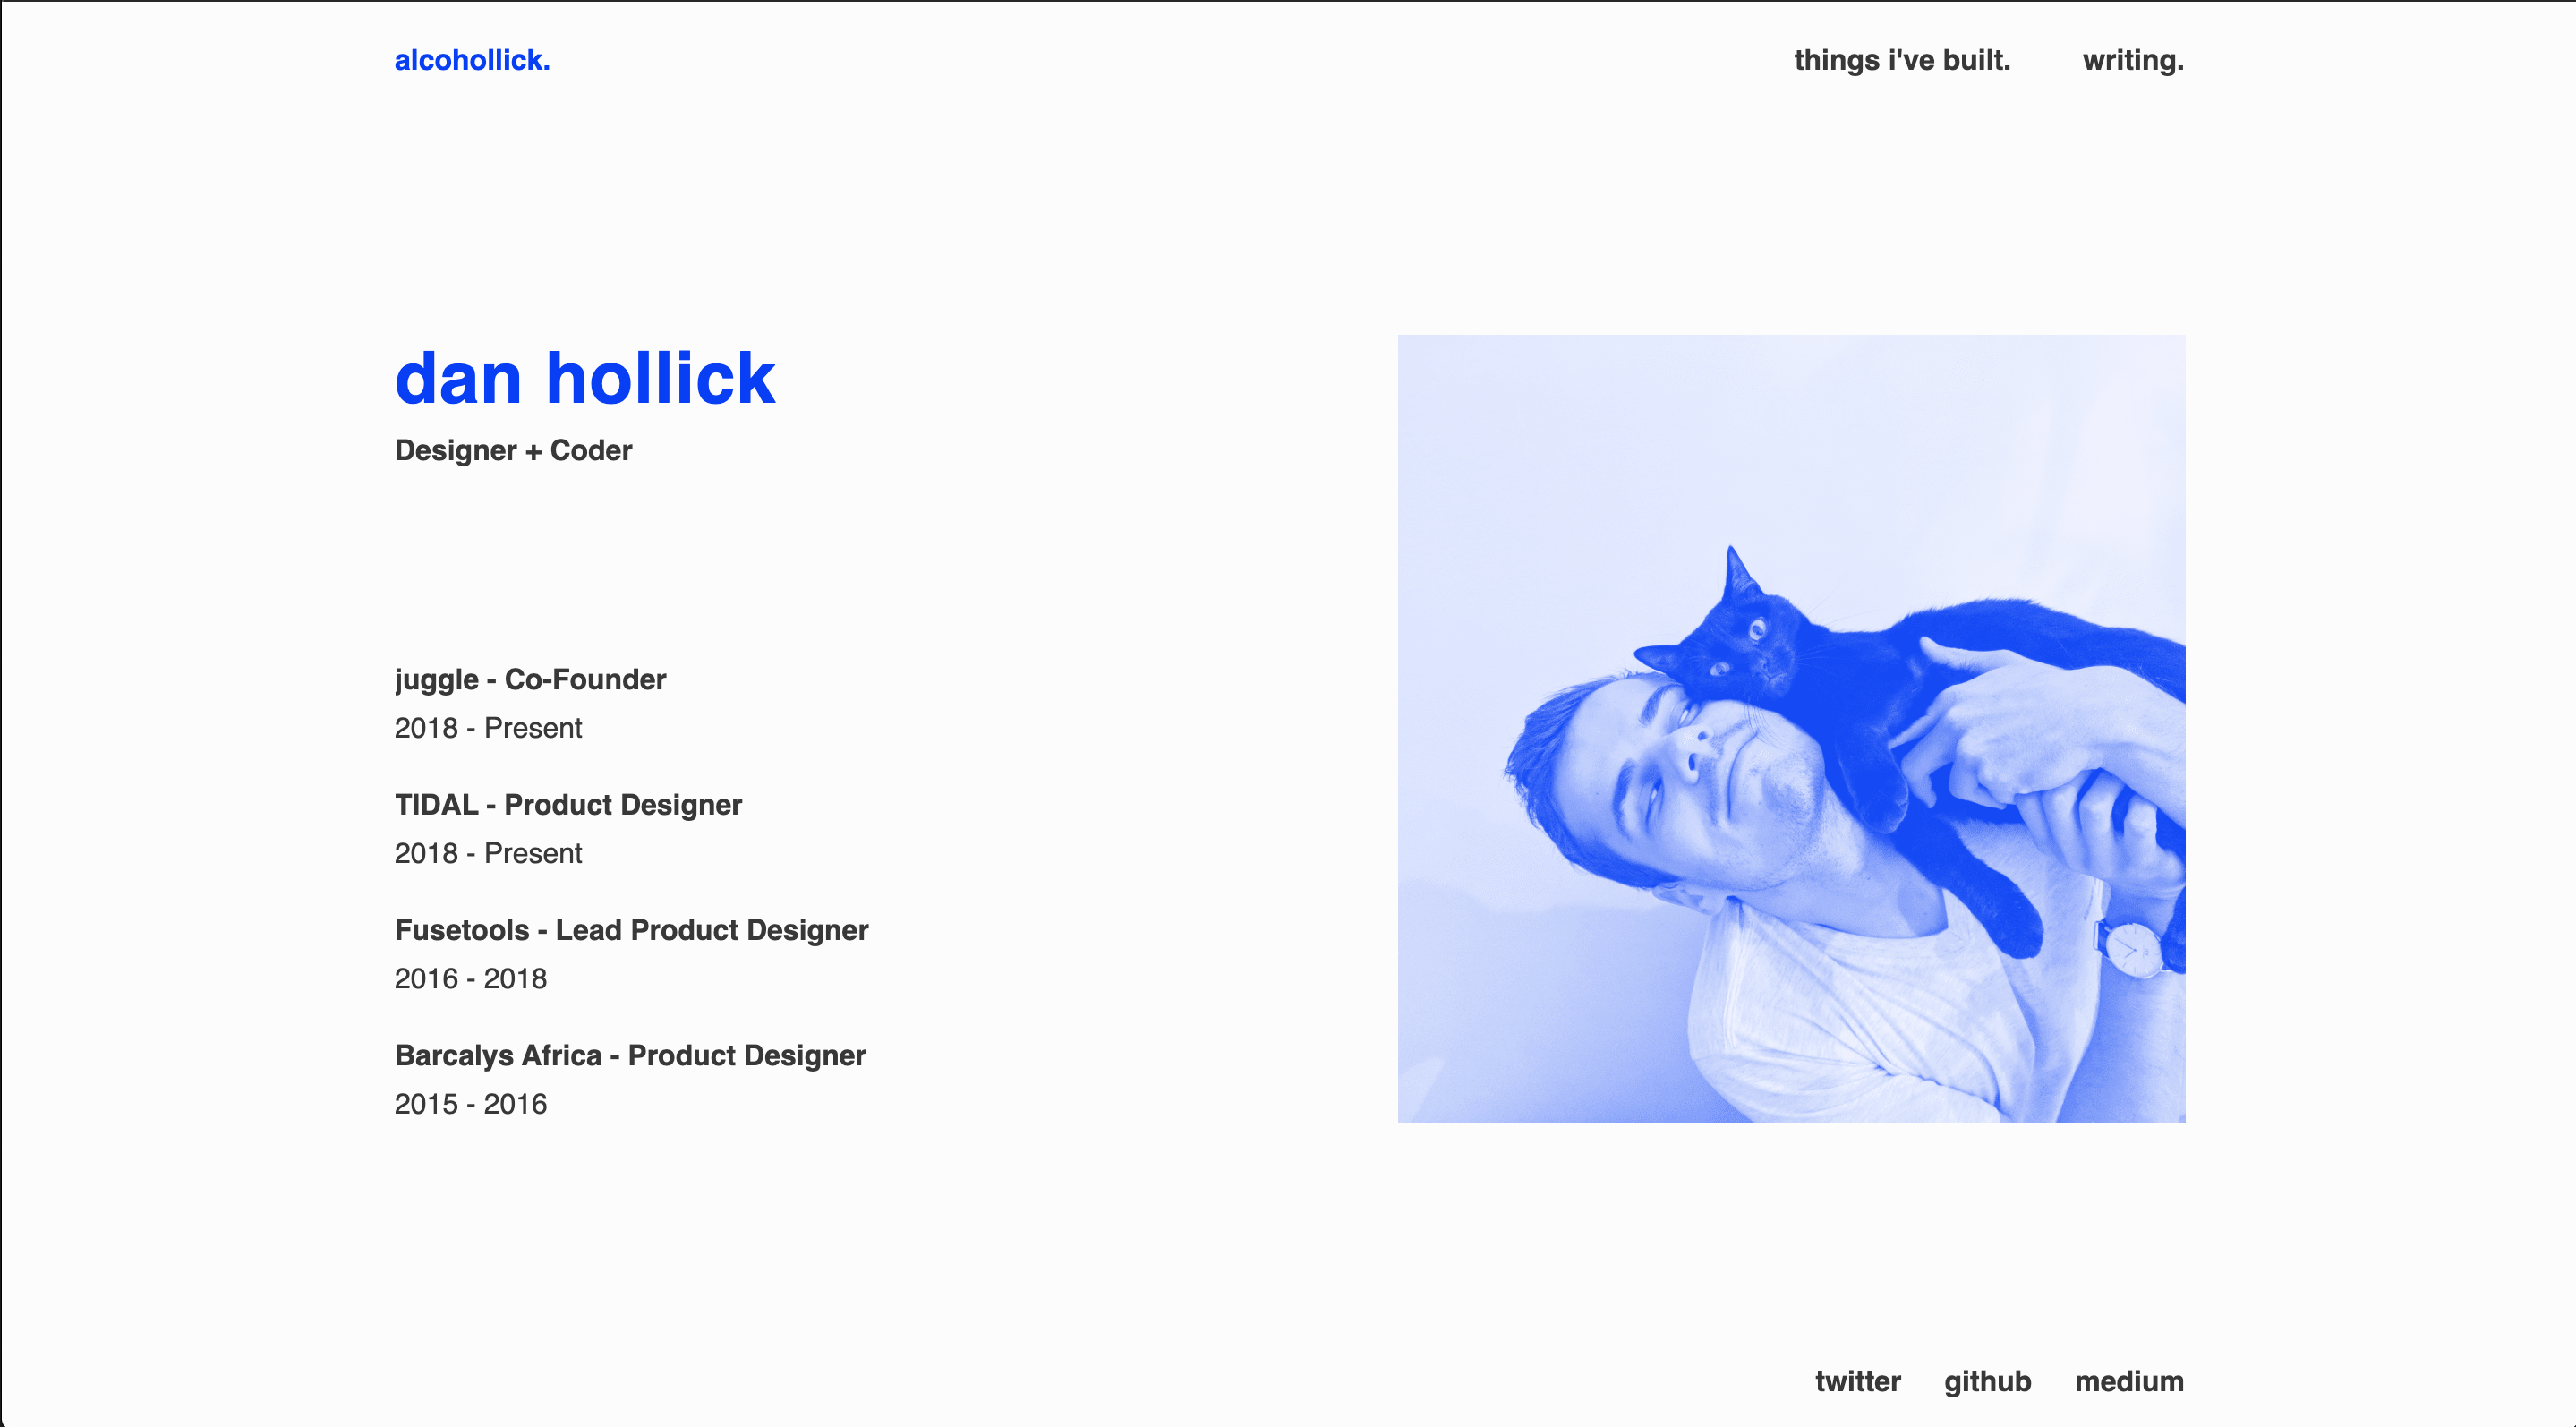 alcohollick.
things i've built.
writing.
dan hollick
Designer + Coder
juggle - Co-Founder
2018 - Present
TIDAL - Product Designer
2018 - Present
Fusetools - Lead Product Designer
2016 - 2018
Barcalys Africa - Product Designer
2015 - 2016
twitter
github
medium